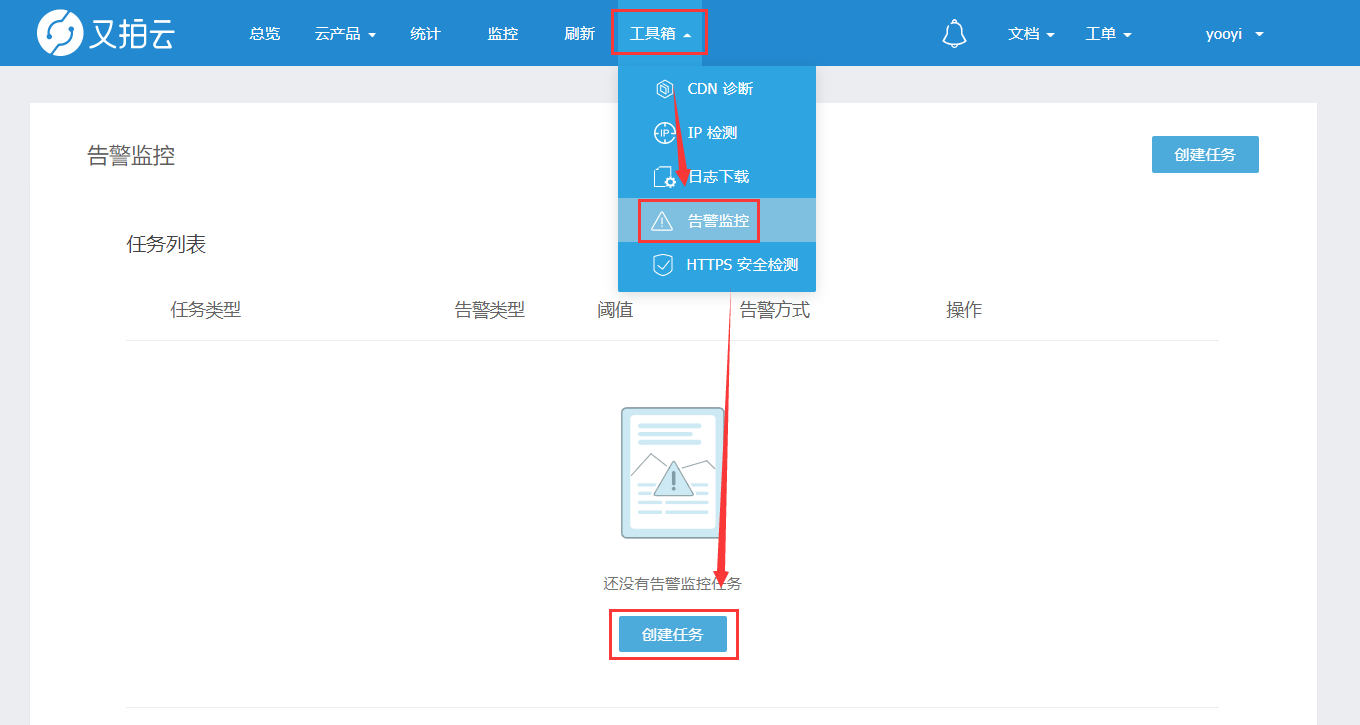 又拍云 总览 云产品 统计 监控 刷新 工具箱 文档 工单 yooyi
CDN 诊断
IP 检测
日志下载
告警监控
HTTPS 安全检测
告警监控 创建任务
任务列表
任务类型 告警类型 阈值 告警方式 操作
还没有告警监控任务
创建任务